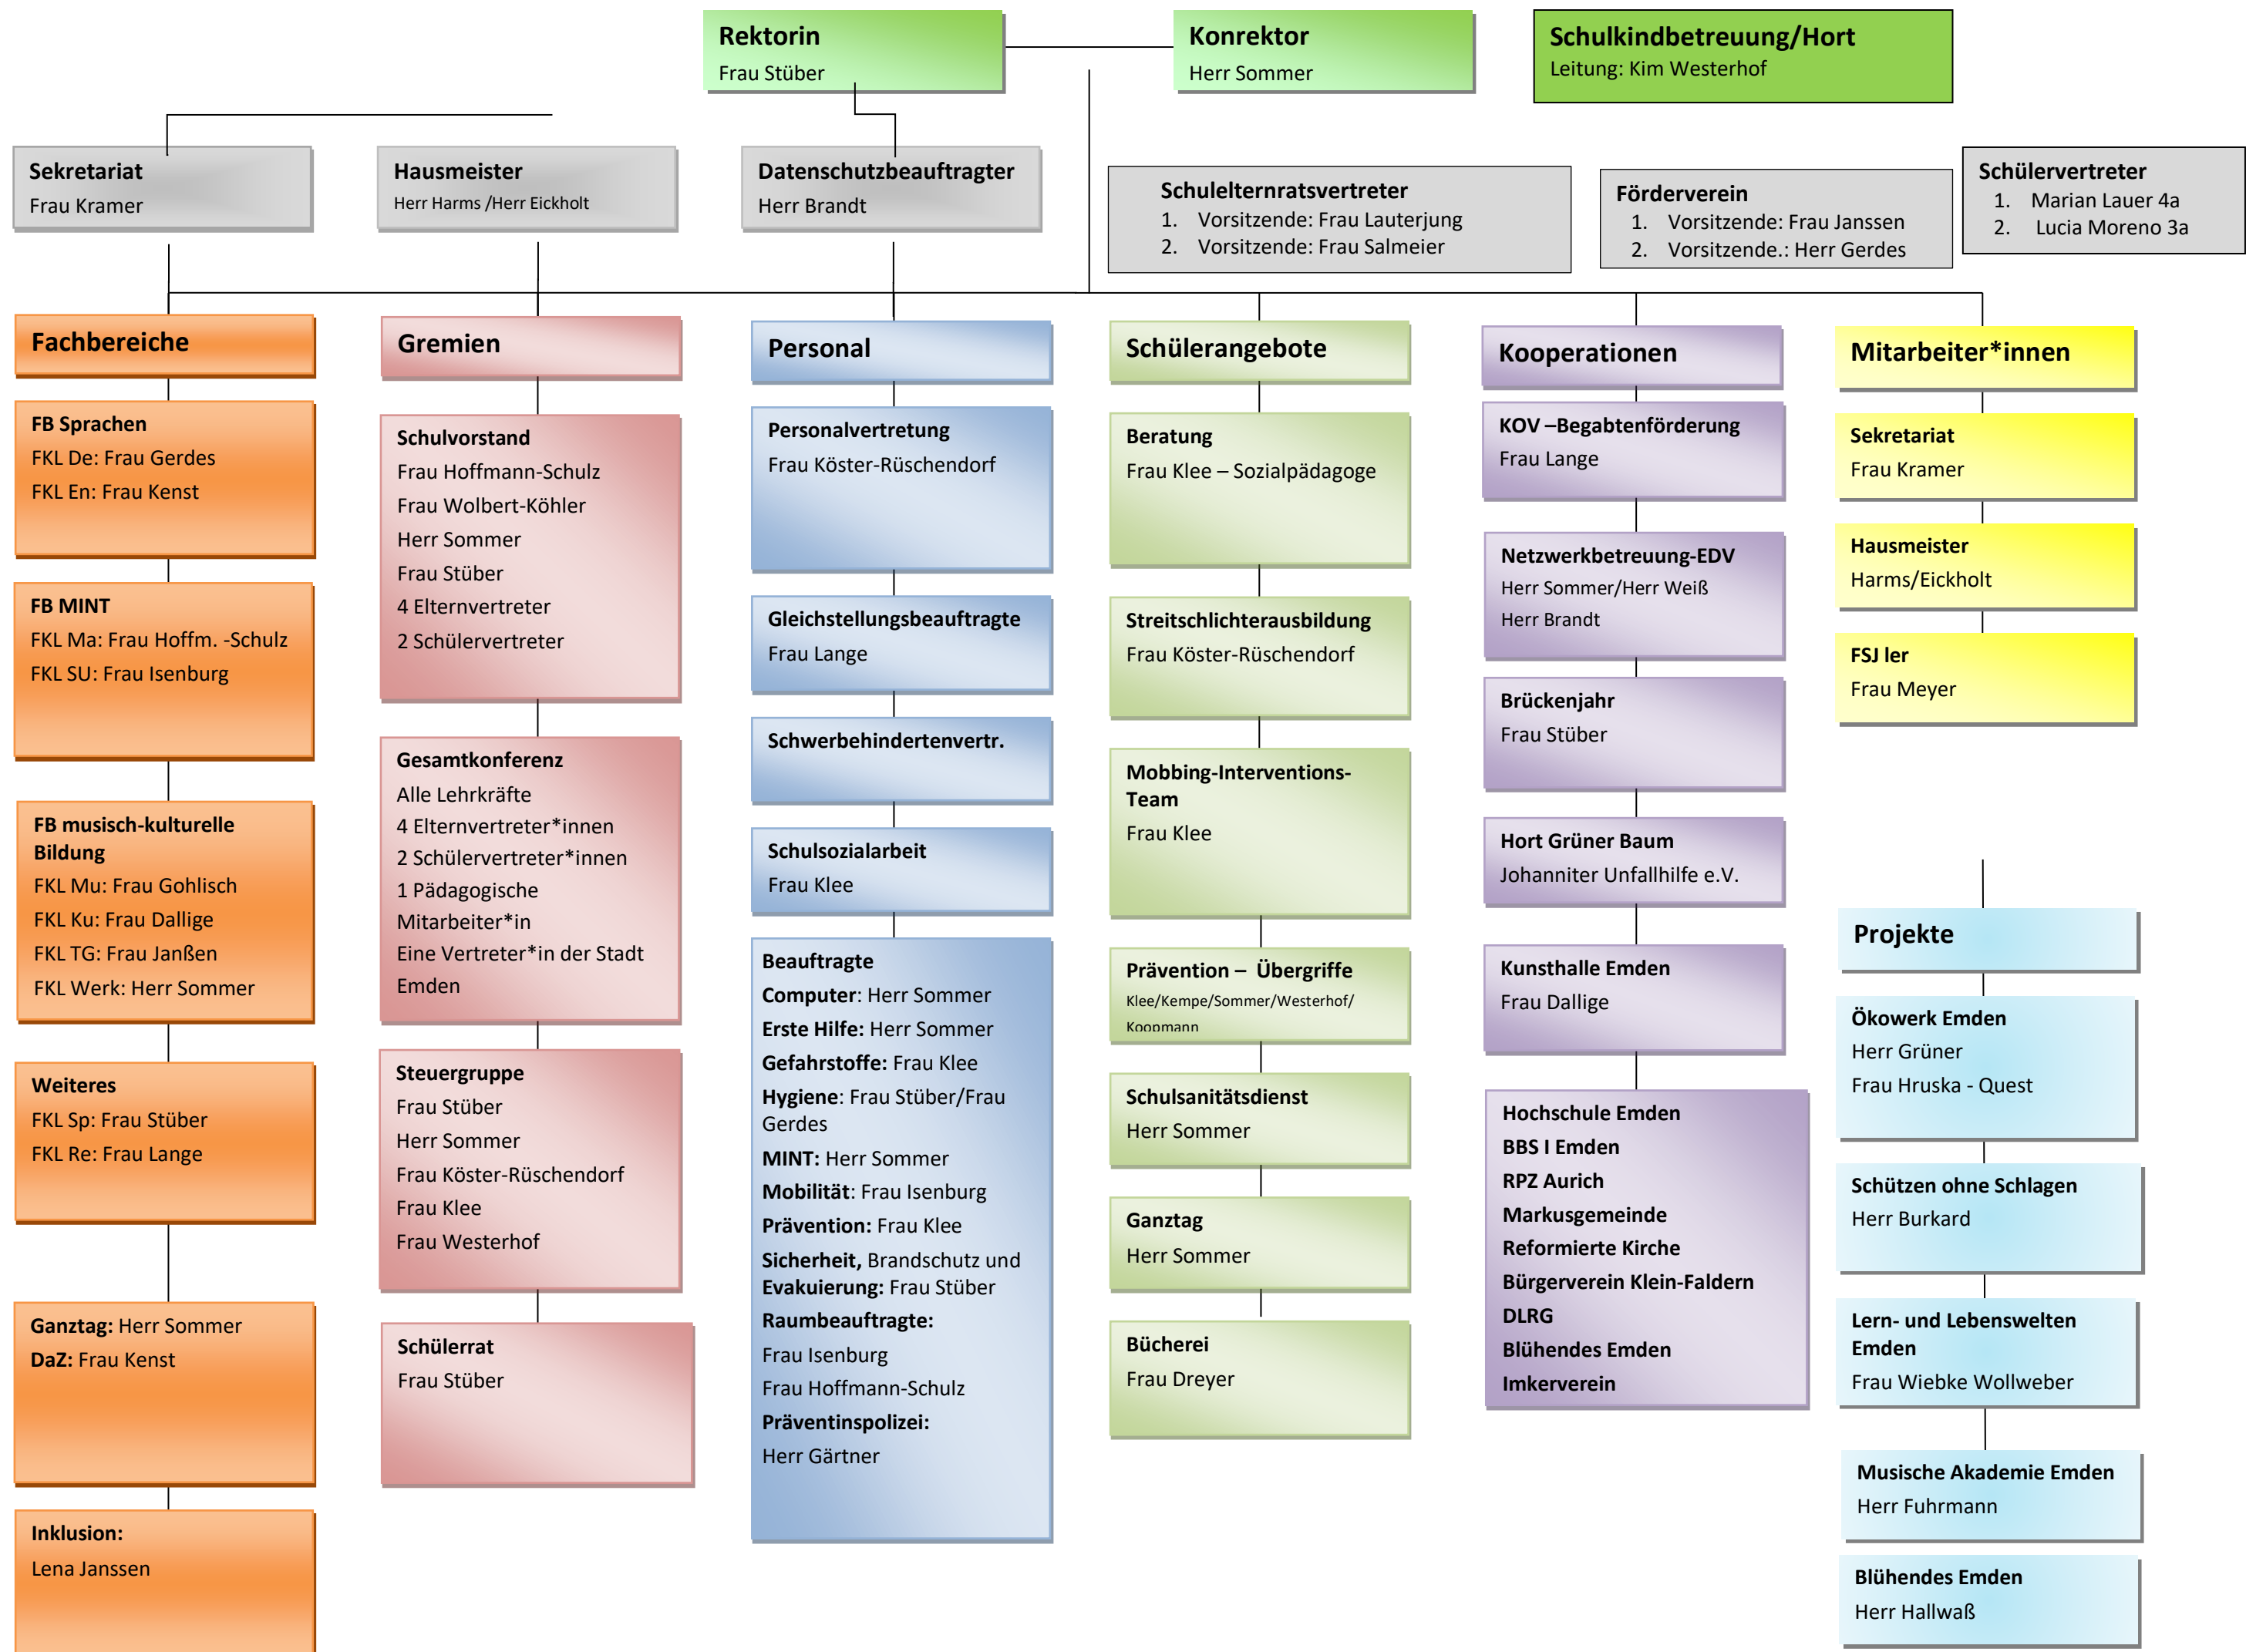 Rektorin
Frau Stüber
Konrektor
Herr Sommer
Schulkindbetreuung/Hort
Leitung: Kim Westerhof
Sekretariat
Frau Kramer
Hausmeister
Herr Harms /Herr Eickholt
Datenschutzbeauftragter
Herr Brandt
Schulelternratsvertreter
1. Vorsitzende: Frau Lauterjung
2. Vorsitzende: Frau Salmeier
Förderverein
1. Vorsitzende: Frau Janssen
2. Vorsitzende.: Herr Gerdes
Schülervertreter
1. Marian Lauer 4a
2. Lucia Moreno 3a
Fachbereiche
FB Sprachen
FKL De: Frau Gerdes
FKL En: Frau Kenst
FB MINT
FKL Ma: Frau Hoffm. -Schulz
FKL SU: Frau Isenburg
FB musisch-kulturelle
Bildung
FKL Mu: Frau Gohlisch
FKL Ku: Frau Dallige
FKL TG: Frau Janßen
FKL Werk: Herr Sommer
Weiteres
FKL Sp: Frau Stüber
FKL Re: Frau Lange
Ganztag: Herr Sommer
DaZ: Frau Kenst
Inklusion:
Lena Janssen
Gremien
Schulvorstand
Frau Hoffmann-Schulz
Frau Wolbert-Köhler
Herr Sommer
Frau Stüber
4 Elternvertreter
2 Schülervertreter
Gesamtkonferenz
Alle Lehrkräfte
4 Elternvertreter*innen
2 Schülervertreter*innen
1 Pädagogische
Mitarbeiter*in
Eine Vertreter*in der Stadt
Emden
Steuergruppe
Frau Stüber
Herr Sommer
Frau Köster-Rüschendorf
Frau Klee
Frau Westerhof
Schülerrat
Frau Stüber
Personal
Personalvertretung
Frau Köster-Rüschendorf
Gleichstellungsbeauftragte
Frau Lange
Schwerbehindertenvertr.
Schulsozialarbeit
Frau Klee
Beauftragte
Computer: Herr Sommer
Erste Hilfe: Herr Sommer
Gefahrstoffe: Frau Klee
Hygiene: Frau Stüber/Frau
Gerdes
MINT: Herr Sommer
Mobilität: Frau Isenburg
Prävention: Frau Klee
Sicherheit, Brandschutz und
Evakuierung: Frau Stüber
Raumbeauftragte:
Frau Isenburg
Frau Hoffmann-Schulz
Präventinspolizei:
Herr Gärtner
Schülerangebote
Beratung
Frau Klee – Sozialpädagoge
Streitschlichterausbildung
Frau Köster-Rüschendorf
Mobbing-Interventions-
Team
Frau Klee
Prävention – Übergriffe
Klee/Kempe/Sommer/Westerhof/
Koopmann
Schulsanitätsdienst
Herr Sommer
Ganztag
Herr Sommer
Bücherei
Frau Dreyer
Kooperationen
KOV –Begabtenförderung
Frau Lange
Netzwerkbetreuung-EDV
Herr Sommer/Herr Weiß
Herr Brandt
Brückenjahr
Frau Stüber
Hort Grüner Baum
Johanniter Unfallhilfe e.V.
Kunsthalle Emden
Frau Dallige
Hochschule Emden
BBS I Emden
RPZ Aurich
Markusgemeinde
Reformierte Kirche
Bürgerverein Klein-Faldern
DLRG
Blühendes Emden
Imkerverein
Mitarbeiter*innen
Sekretariat
Frau Kramer
Hausmeister
Harms/Eickholt
FSJ ler
Frau Meyer
Projekte
Ökowerk Emden
Herr Grüner
Frau Hruska - Quest
Schützen ohne Schlagen
Herr Burkard
Lern- und Lebenswelten
Emden
Frau Wiebke Wollweber
Musische Akademie Emden
Herr Fuhrmann
Blühendes Emden
Herr Hallwaß